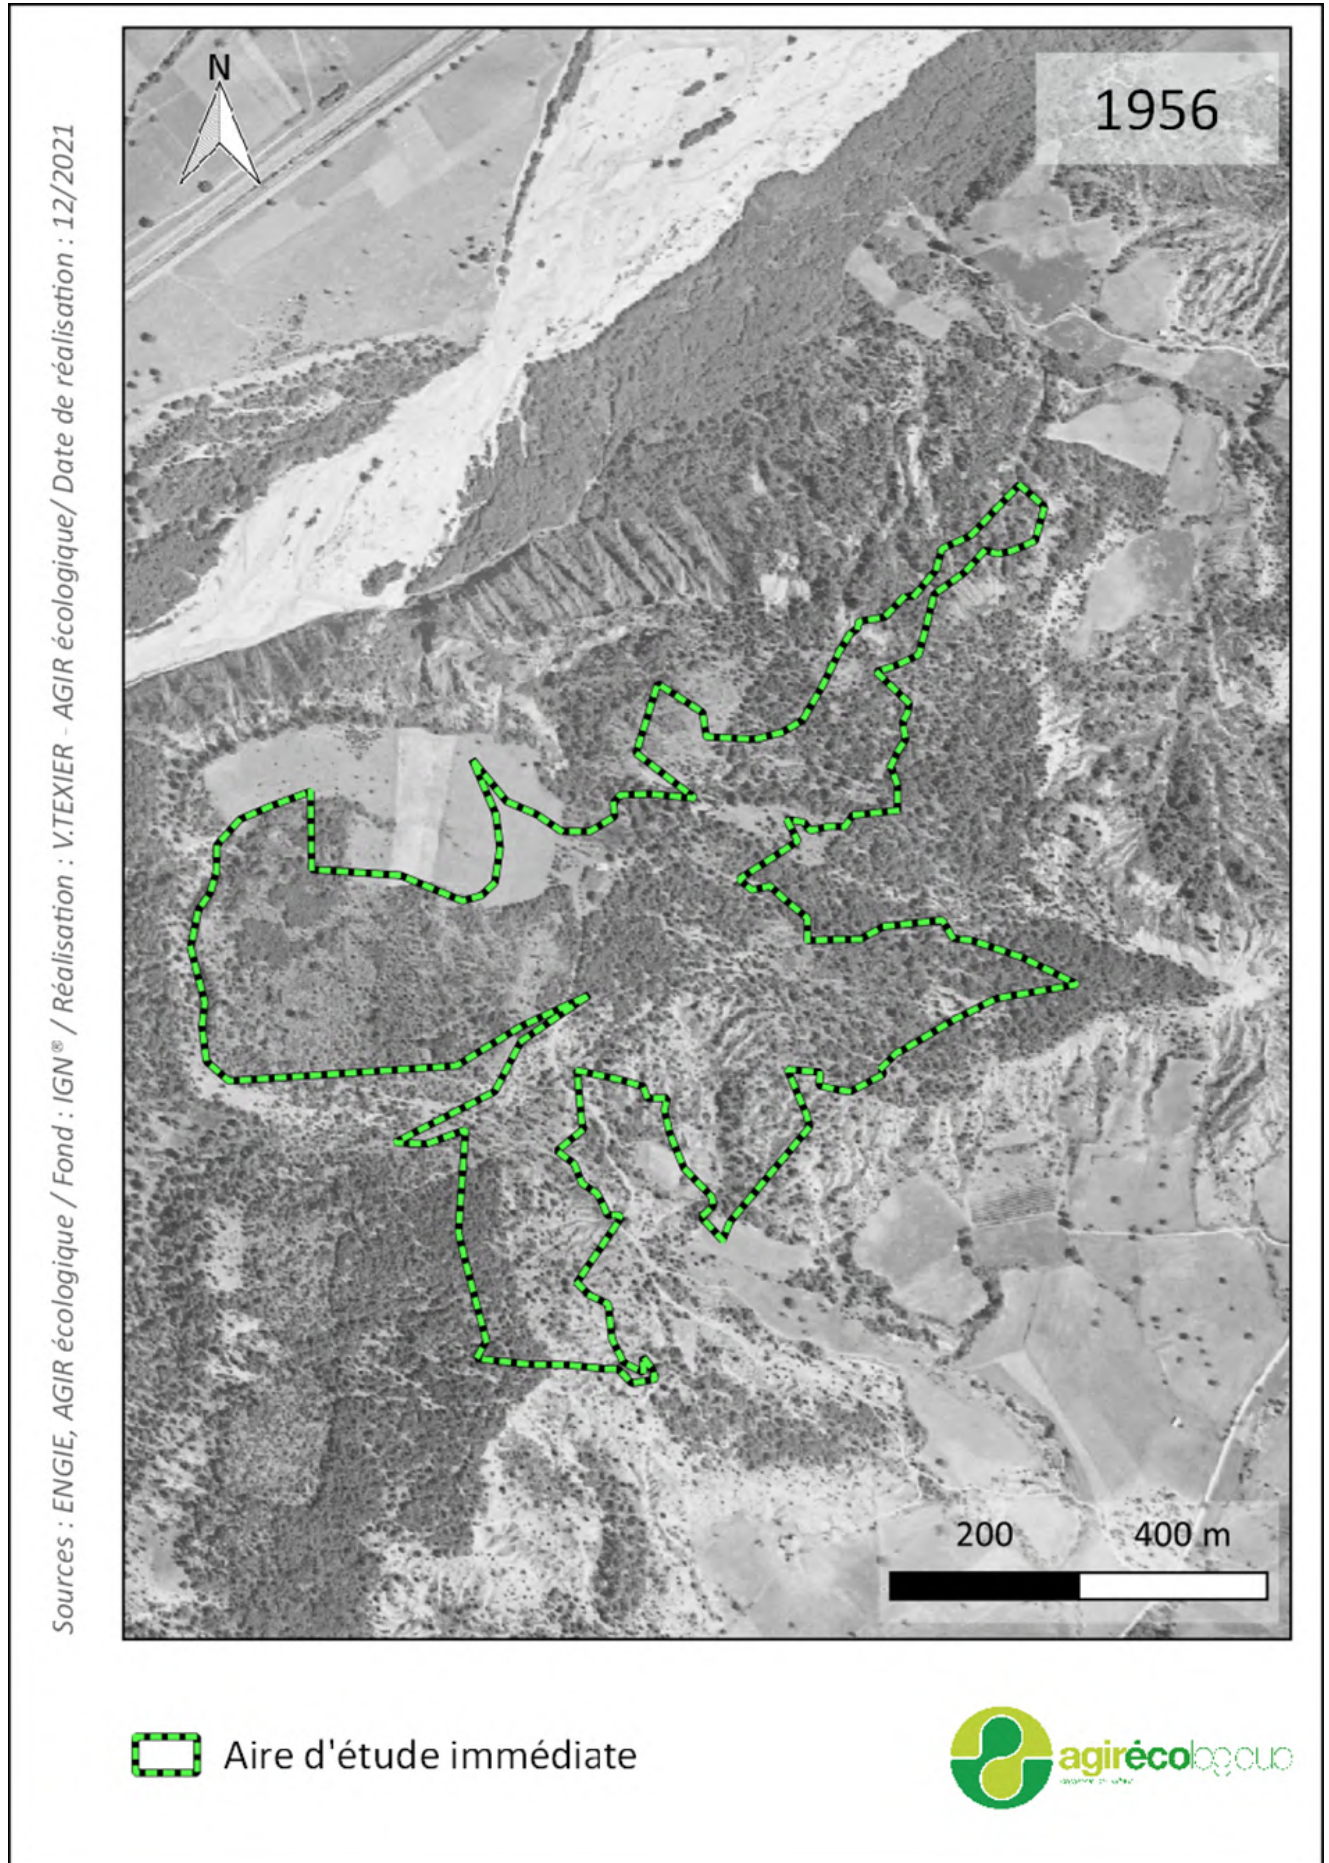 N
1956
Sources : ENGIE, AGIR écologique / Fond : IGN® / Réalisation : V.TEXIER - AGIR écologique/ Date de réalisation : 12/2021
200 400 m
Aire d'étude immédiate
agiréco